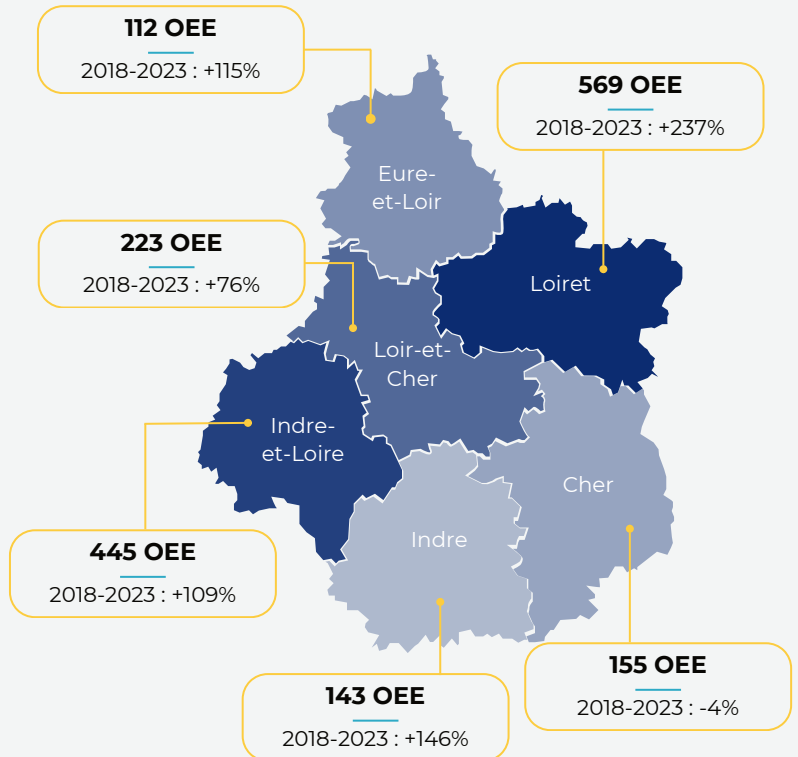 112 OEE
2018-2023 : +115%
569 OEE
2018-2023 : +237%
Eure-
et-Loir
223 OEE
2018-2023 : +76%
Loiret
Loir-et-
Cher
Indre-
et-Loire
Cher
Indre
445 OEE
2018-2023 : +109%
155 OEE
2018-2023 : -4%
143 OEE
2018-2023 : +146%